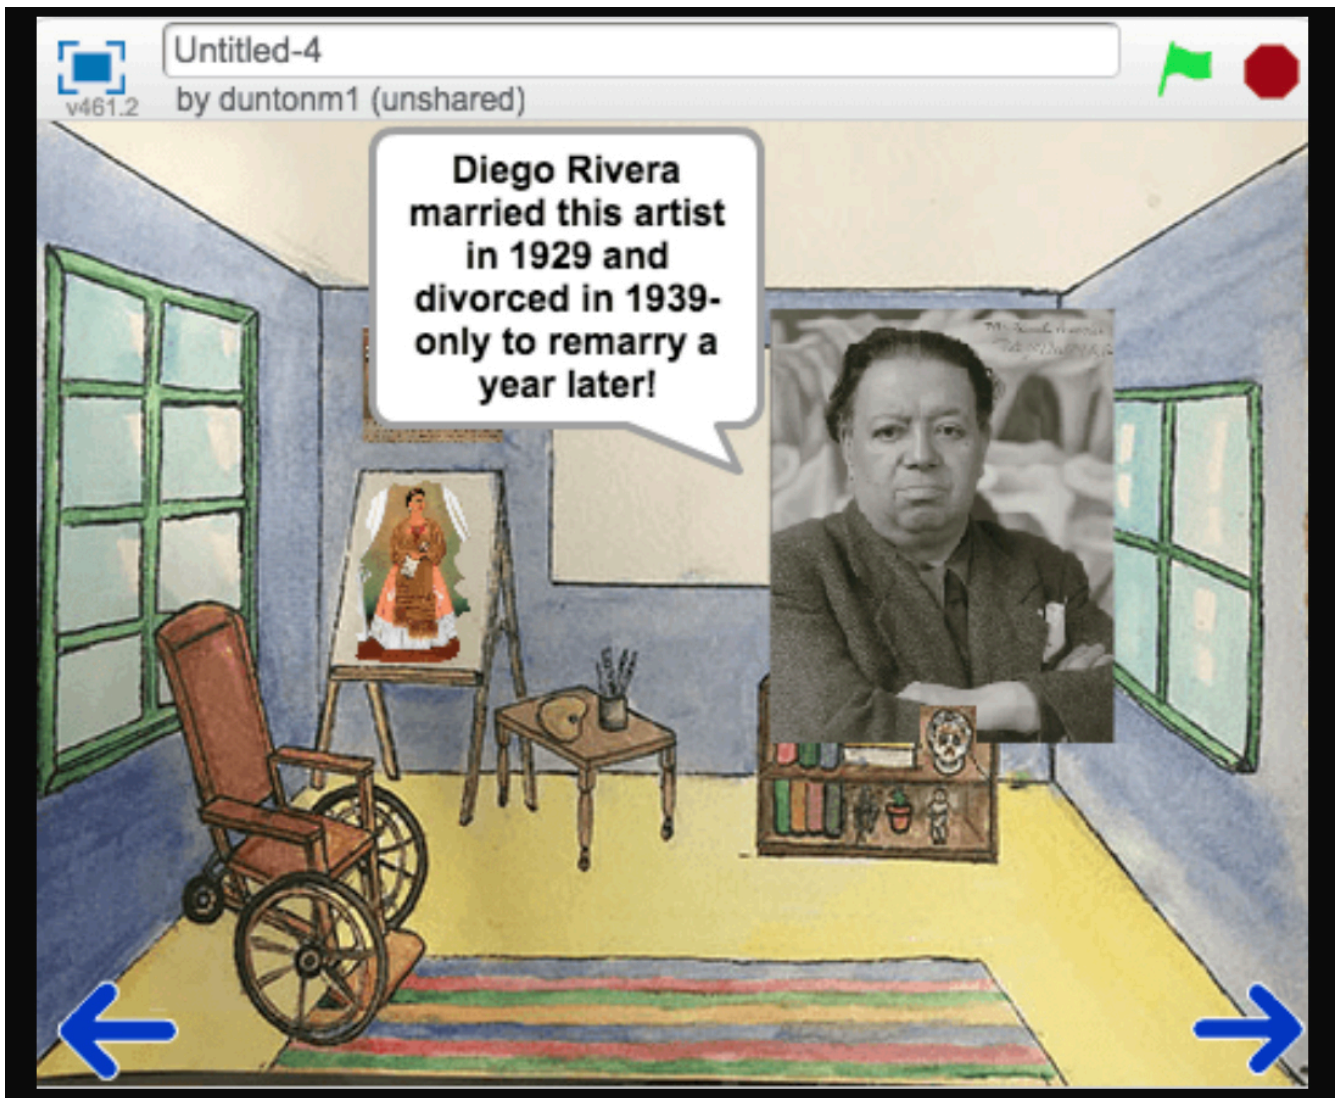 Untitled-4
v461.2
by duntonm1 (unshared)
Diego Rivera
married this artist
in 1929 and
divorced in 1939-
only to remarry a
year later!